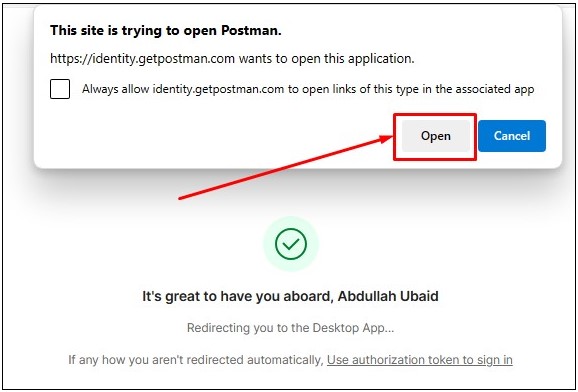 This site is trying to open Postman.
https://identity.getpostman.com wants to open this application.
Always allow identity.getpostman.com to open links of this type in the associated app
Open Cancel
It's great to have you aboard, Abdullah Ubaid
Redirecting you to the Desktop App...
If any how you aren't redirected automatically, Use authorization token to sign in